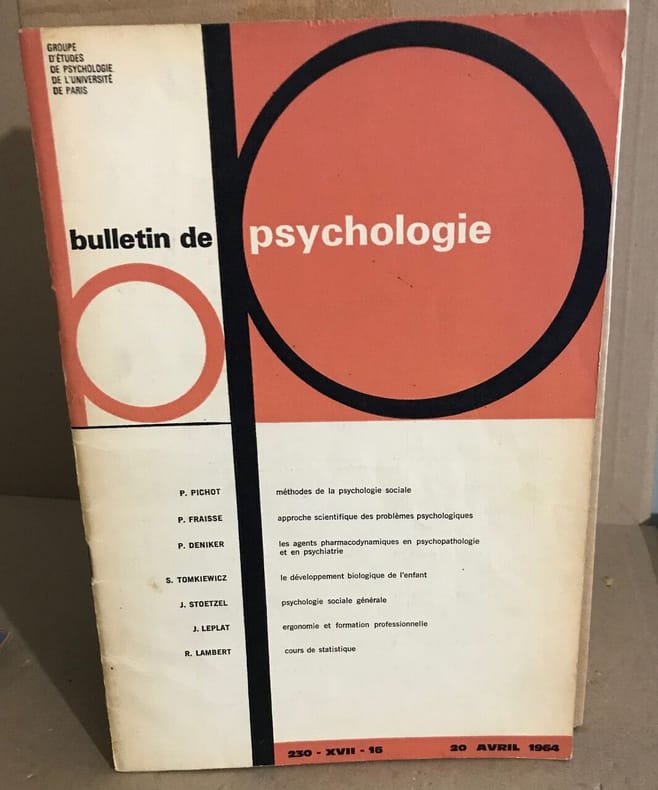 GROUPE
D'ÉTUDES
DE PSYCHOLOGIE
DE L'UNIVERSITÉ
DE PARIS
bulletin de psychologie
P. PICHOT méthodes de la psychologie sociale
P. FRAISSE approche scientifique des problèmes psychologiques
P. DENIKER les agents pharmacodynamiques en psychopathologie
et en psychiatrie
S. TOMKIEWICZ le développement biologique de l'enfant
J. STOETZEL psychologie sociale générale
J. LEPLAT ergonomie et formation professionnelle
R. LAMBERT cours de statistique
230 - XVII - 16 20 AVRIL 1964